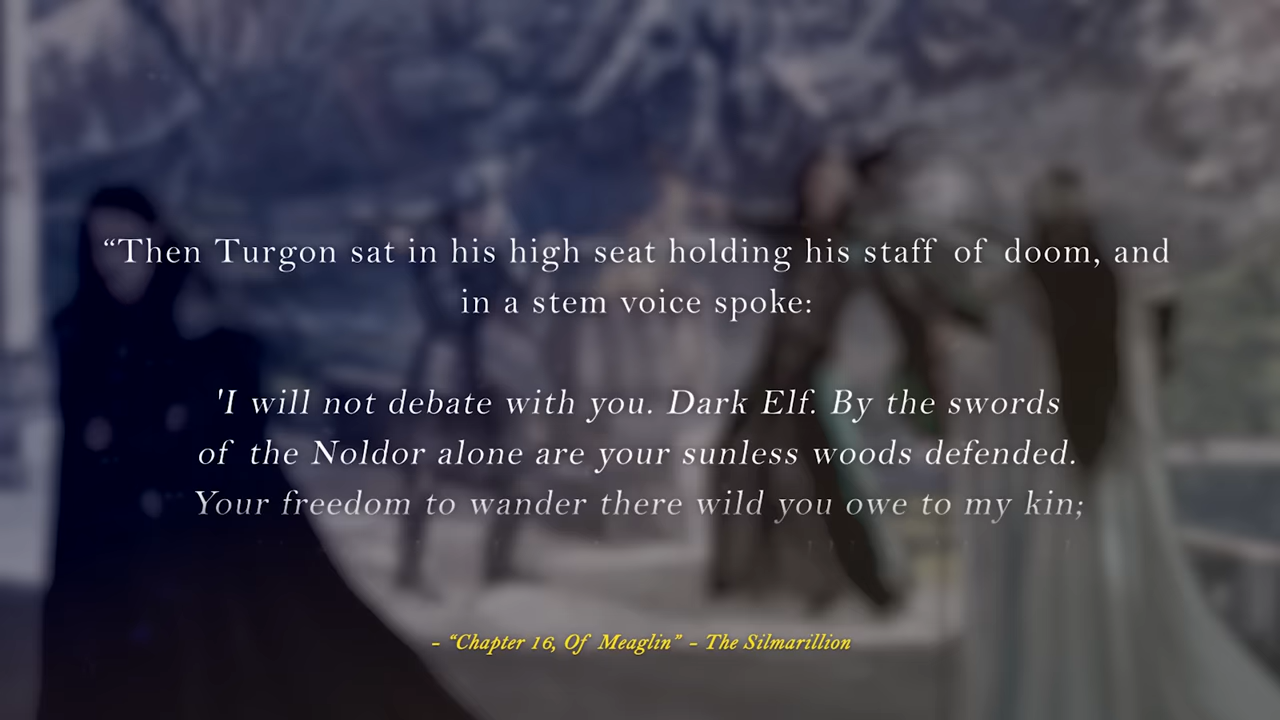 “Then Turgon sat in his high seat holding his staff of doom, and
in a stem voice spoke:
'I will not debate with you. Dark Elf. By the swords
of the Noldor alone are your sunless woods defended.
Your freedom to wander there wild you owe to my kin;
– “Chapter 16, Of Meaglin” – The Silmarillion